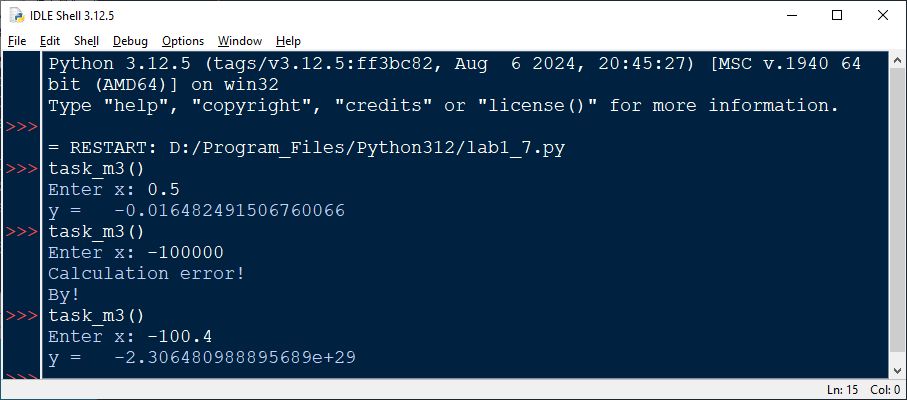 IDLE Shell 3.12.5
File Edit Shell Debug Options Window Help
Python 3.12.5 (tags/v3.12.5:ff3bc82, Aug  6 2024, 20:45:27) [MSC v.1940 64
bit (AMD64)] on win32
Type "help", "copyright", "credits" or "license()" for more information.
>>>
= RESTART: D:/Program_Files/Python312/lab1_7.py
>>> task_m3()
Enter x: 0.5
y =   -0.016482491506760066
>>> task_m3()
Enter x: -100000
Calculation error!
By!
>>> task_m3()
Enter x: -100.4
y =   -2.306480988895689e+29
>>>
Ln: 15 Col: 0